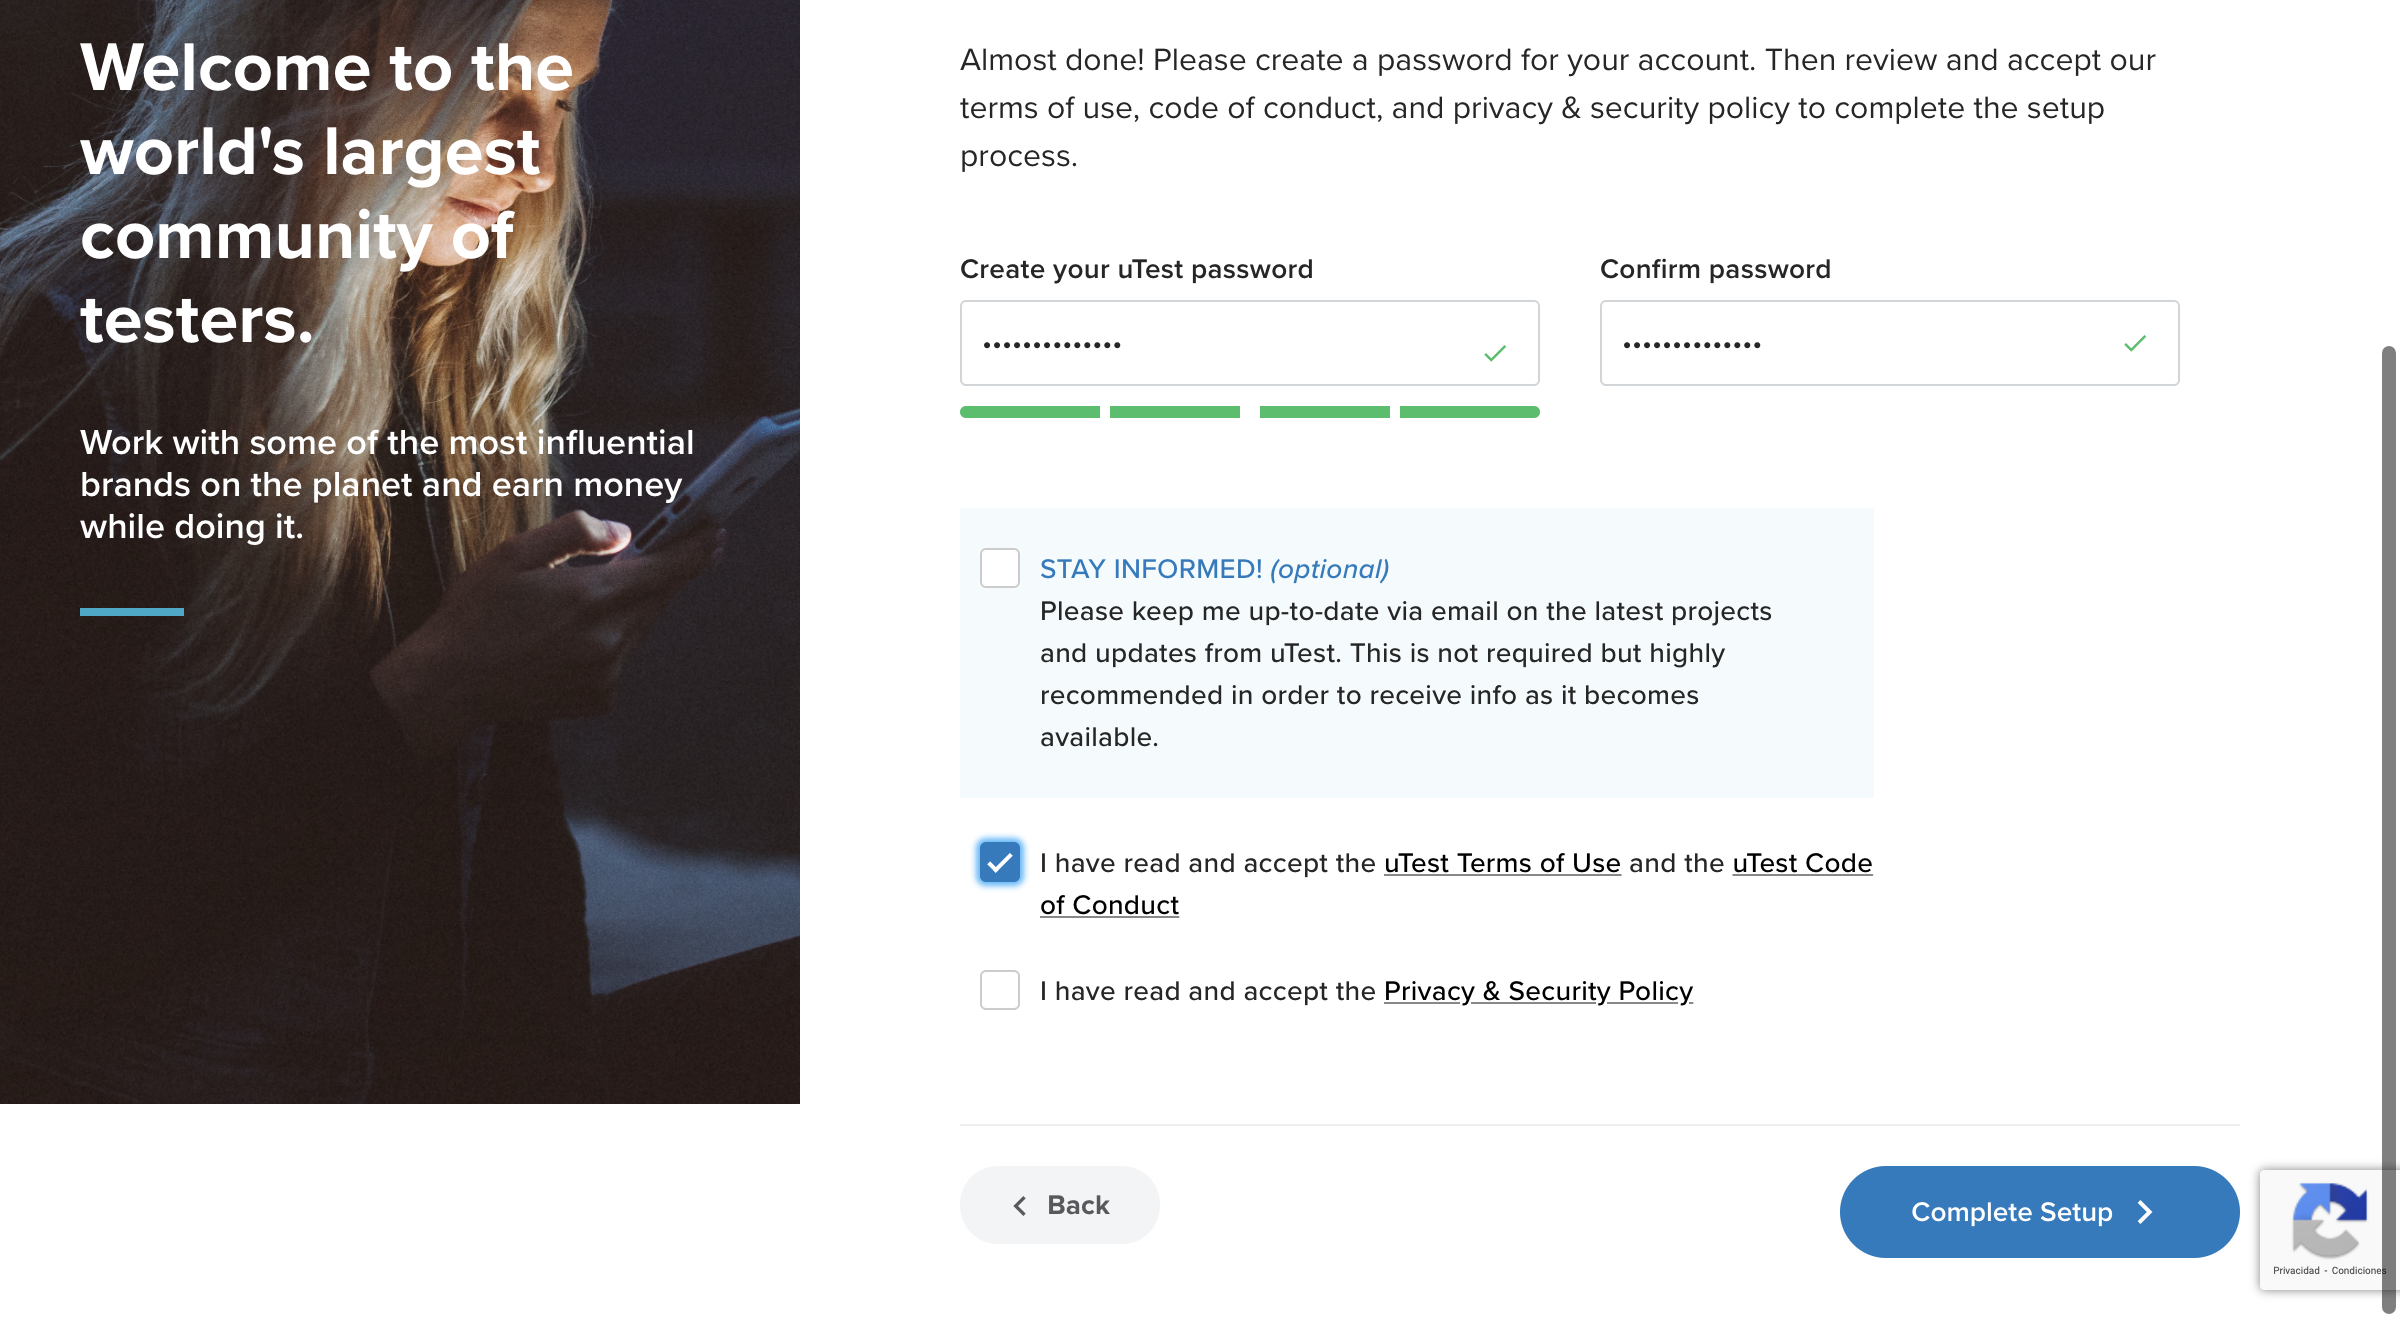 Welcome to the
world's largest
community of
testers.
Work with some of the most influential
brands on the planet and earn money
while doing it.
Almost done! Please create a password for your account. Then review and accept our
terms of use, code of conduct, and privacy & security policy to complete the setup
process.
Create your uTest password
••••••••••••••
Confirm password
••••••••••••••
STAY INFORMED! (optional)
Please keep me up-to-date via email on the latest projects
and updates from uTest. This is not required but highly
recommended in order to receive info as it becomes
available.
I have read and accept the uTest Terms of Use and the uTest Code
of Conduct
I have read and accept the Privacy & Security Policy
Back
Complete Setup
Privacidad - Condiciones